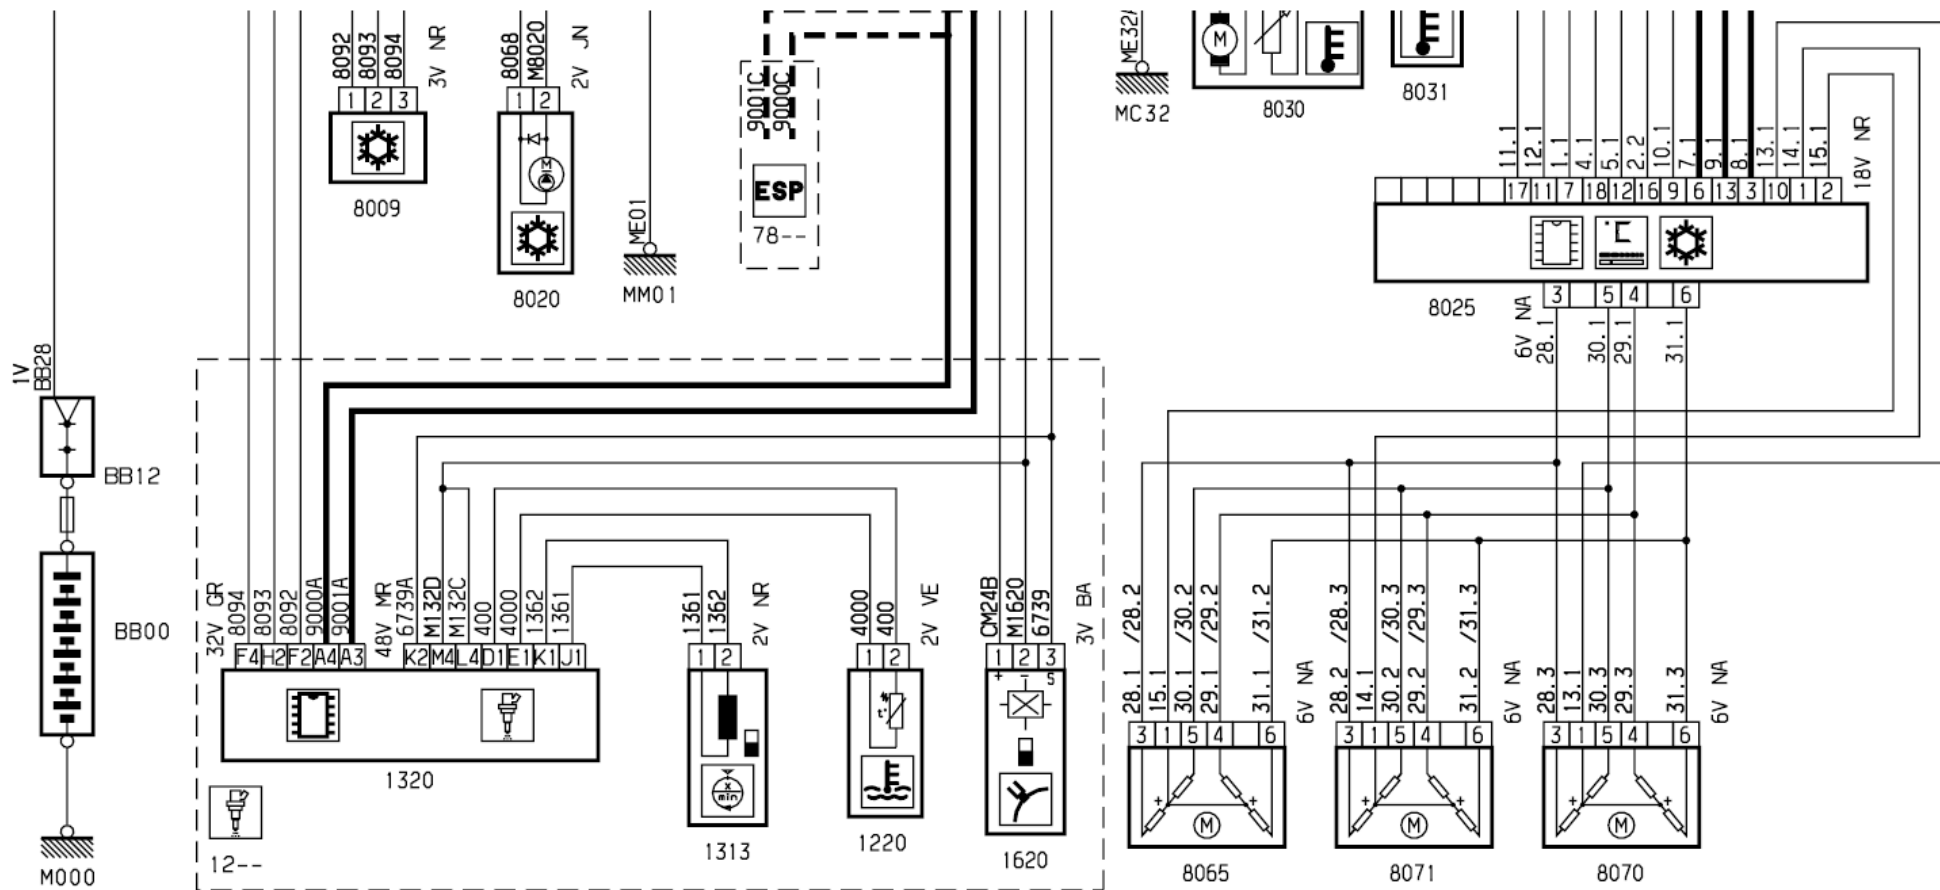 8092 8093 8094 3V NR
1 2 3
8009
8068 M8020 2V JN
1 2
M
8020
ME01
MM01
9001C 9000C
ESP
78--
ME32A
MC32
M
8030
8031
11.1 12.1 1.1 4.1 5.1 2.2 10.1 7.1 9.1 8.1 13.1 14.1 15.1 18V NR
17 11 7 18 12 16 9 6 13 3 10 1 2
°C
8025
3 5 4 6
6V NA 28.1 30.1 29.1 31.1
1V BB28
BB12
BB00
M000
32V GR 8094 8093 8092 9000A 9001A 48V MR 6739A M132D M132C 400 4000 1362 1361
F4 H2 F2 A4 A3 K2 M4 L4 D1 E1 K1 J1
1320
12--
1361 1362 2V NR
1 2
x
min
1313
4000 400 2V VE
1 2
t°
1220
CM24B M1620 6739 3V BA
1 2 3
+ - S
1620
28.1 /28.2 15.1 30.1 /30.2 29.1 /29.2 31.1 /31.2 6V NA
3 1 5 4 6
+ +
M
8065
28.2 /28.3 14.1 30.2 /30.3 29.2 /29.3 31.2 /31.3 6V NA
3 1 5 4 6
+ +
M
8071
28.3 13.1 30.3 29.3 31.3 6V NA
3 1 5 4 6
+ +
M
8070